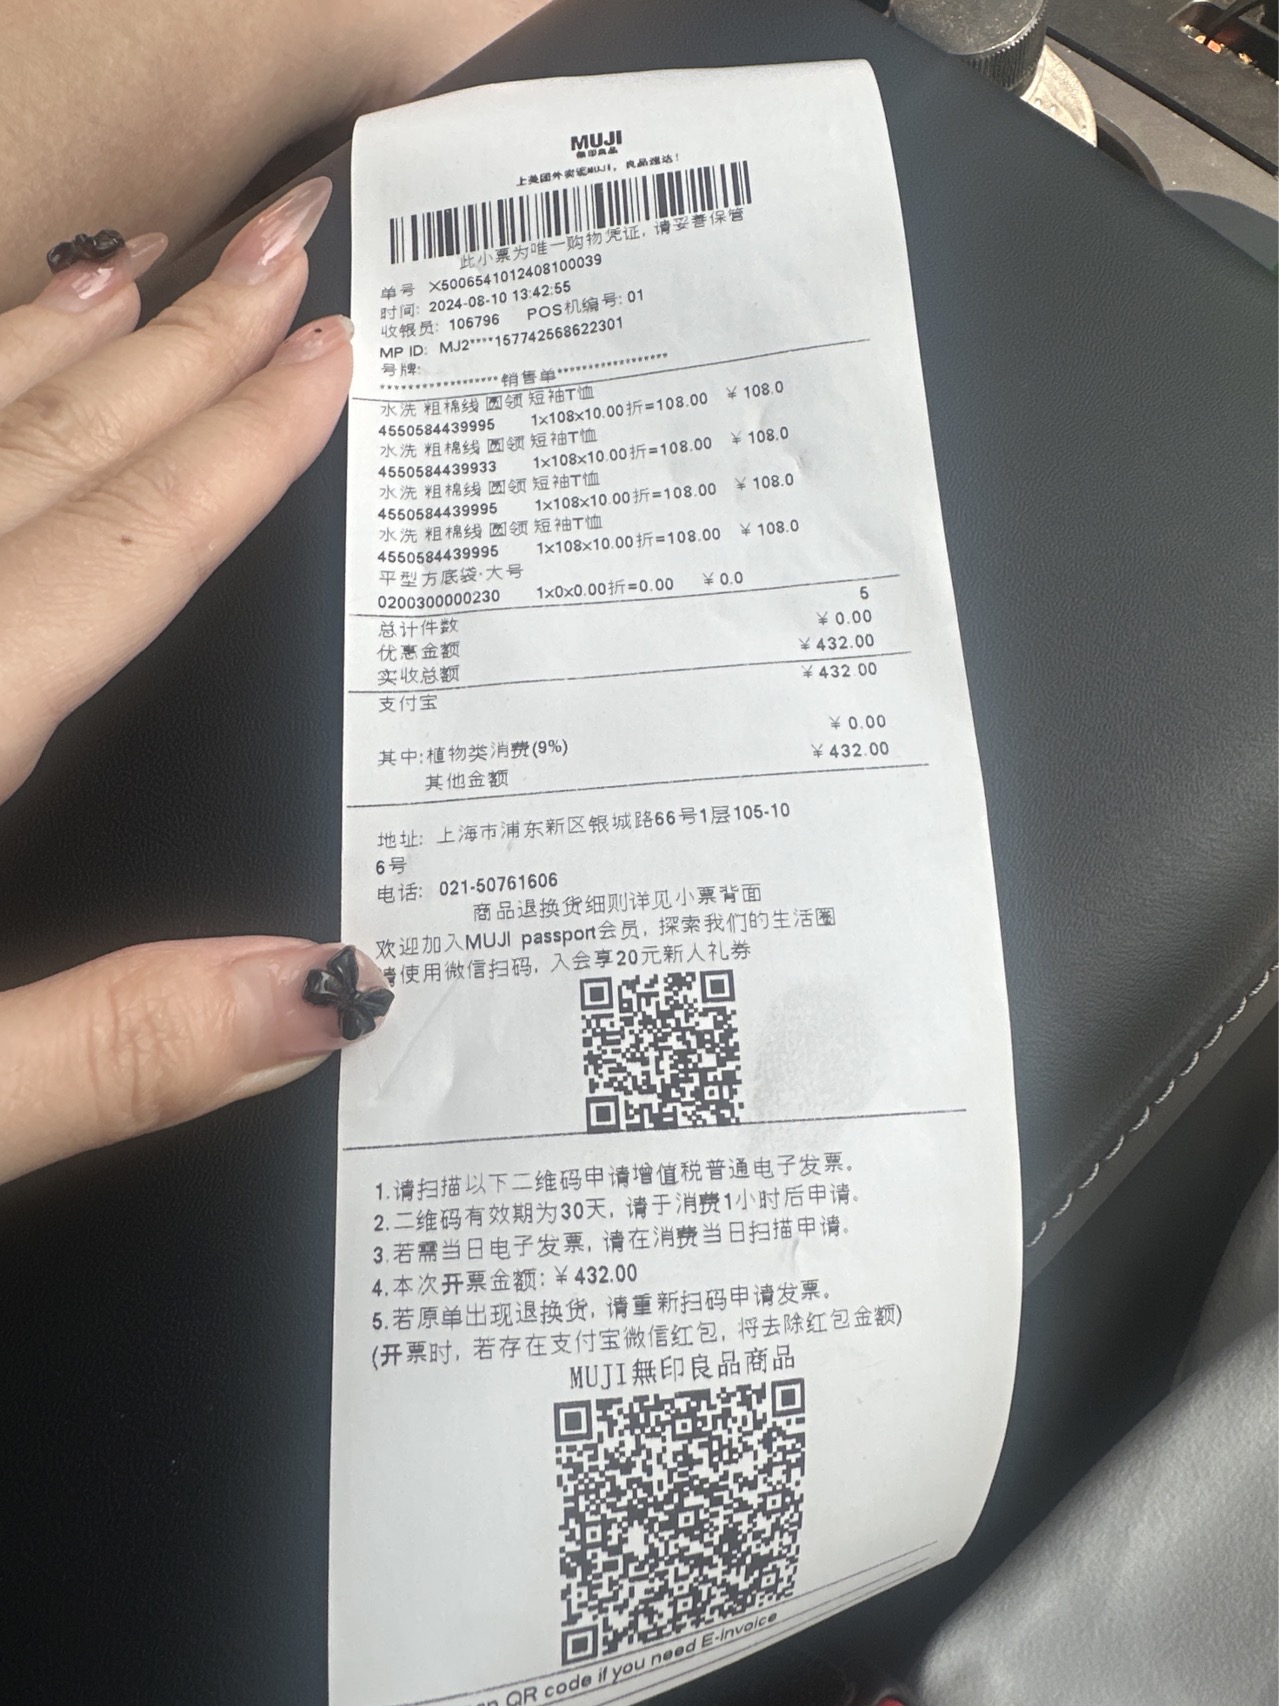 MUJI
無印良品
上美团外卖逛MUJI，良品速达！
此小票为唯一购物凭证，请妥善保管
单号 X5006541012408100039
时间: 2024-08-10 13:42:55
收银员: 106796 POS机编号: 01
MP ID: MJ2****157742568622301
号牌:
******************销售单*****************
水洗 粗棉线 圆领 短袖T恤
4550584439995 1x108x10.00折=108.00 ￥108.0
水洗 粗棉线 圆领 短袖T恤
4550584439933 1x108x10.00折=108.00 ￥108.0
水洗 粗棉线 圆领 短袖T恤
4550584439995 1x108x10.00折=108.00 ￥108.0
水洗 粗棉线 圆领 短袖T恤
4550584439995 1x108x10.00折=108.00 ￥108.0
平型方底袋·大号
0200300000230 1x0x0.00折=0.00 ￥0.0
总计件数 5
优惠金额 ￥0.00
实收总额 ￥432.00
支付宝 ￥432.00
其中:植物类消费(9%) ￥0.00
其他金额 ￥432.00
地址: 上海市浦东新区银城路66号1层105-10
6号
电话: 021-50761606
商品退换货细则详见小票背面
欢迎加入MUJI passport会员, 探索我们的生活圈
请使用微信扫码, 入会享20元新人礼券
1.请扫描以下二维码申请增值税普通电子发票。
2.二维码有效期为30天, 请于消费1小时后申请。
3.若需当日电子发票, 请在消费当日扫描申请。
4.本次开票金额: ￥432.00
5.若原单出现退换货, 请重新扫码申请发票。
(开票时, 若存在支付宝微信红包, 将去除红包金额)
MUJI無印良品商品
QR code if you need E-invoice